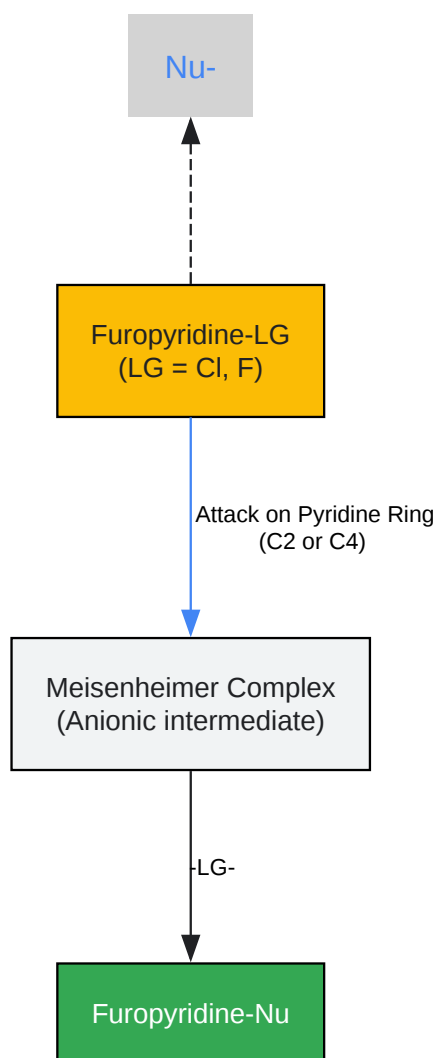 Nu-
Furopyridine-LG
(LG = Cl, F)
Attack on Pyridine Ring
(C2 or C4)
Meisenheimer Complex
(Anionic intermediate)
-LG-
Furopyridine-Nu